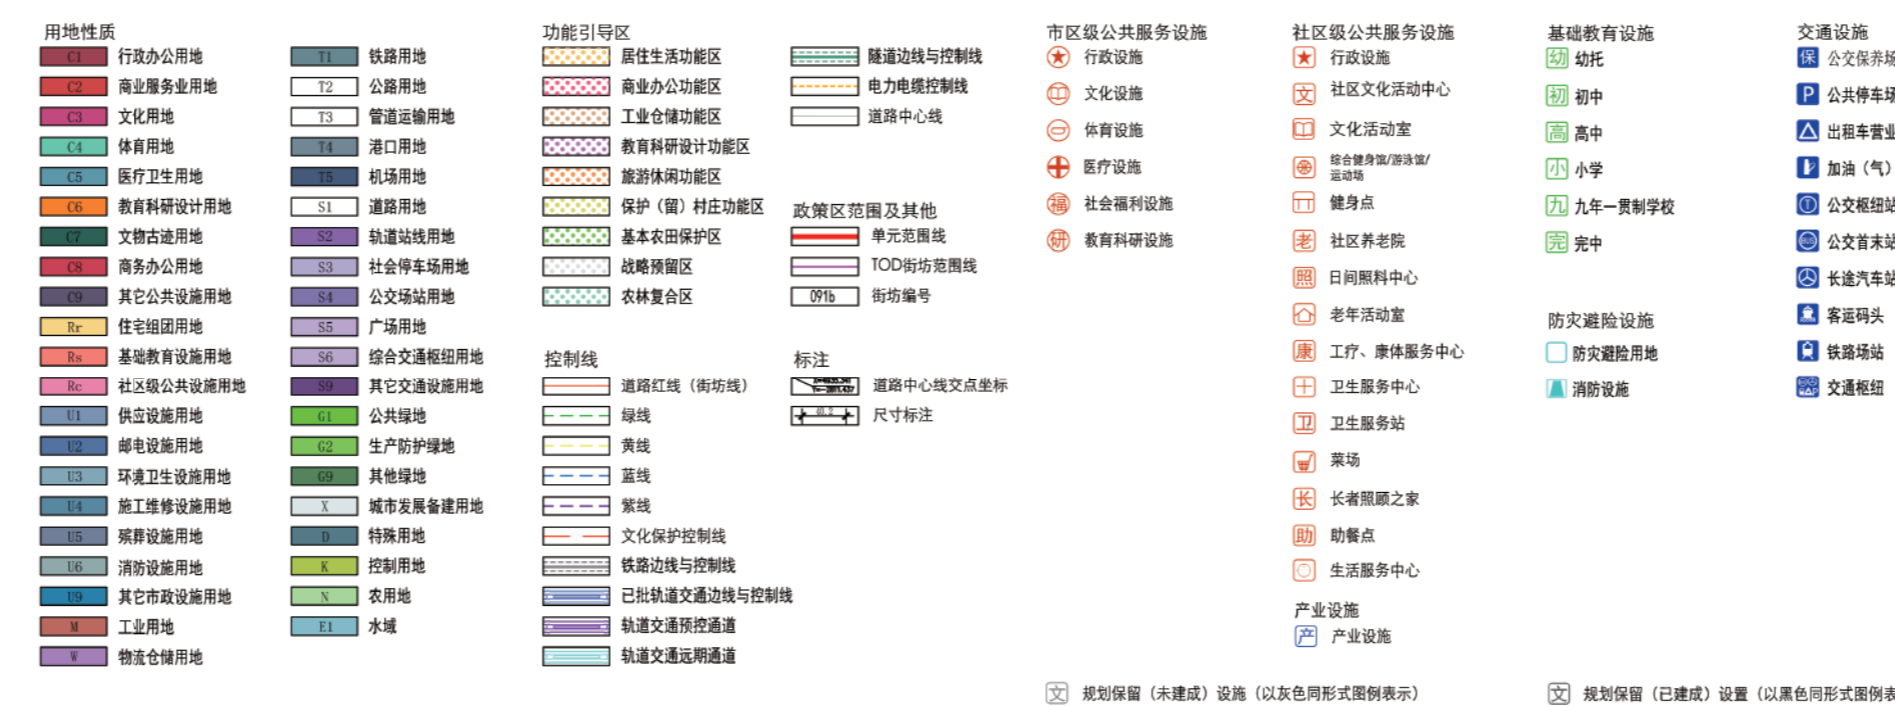 用地性质
C1 行政办公用地
C2 商业服务业用地
C3 文化用地
C4 体育用地
C5 医疗卫生用地
C6 教育科研设计用地
C7 文物古迹用地
C8 商务办公用地
C9 其它公共设施用地
Rr 住宅组团用地
Rs 基础教育设施用地
Rc 社区级公共设施用地
U1 供应设施用地
U2 邮电设施用地
U3 环境卫生设施用地
U4 施工维修设施用地
U5 殡葬设施用地
U6 消防设施用地
U9 其它市政设施用地
M 工业用地
W 物流仓储用地
T1 铁路用地
T2 公路用地
T3 管道运输用地
T4 港口用地
T5 机场用地
S1 道路用地
S2 轨道站线用地
S3 社会停车场用地
S4 公交场站用地
S5 广场用地
S6 综合交通枢纽用地
S9 其它交通设施用地
G1 公共绿地
G2 生产防护绿地
G9 其他绿地
X 城市发展备建用地
D 特殊用地
K 控制用地
N 农用地
E1 水域
功能引导区
居住生活功能区
商业办公功能区
工业仓储功能区
教育科研设计功能区
旅游休闲功能区
保护（留）村庄功能区
基本农田保护区
战略预留区
农林复合区
控制线
道路红线（街坊线）
绿线
黄线
蓝线
紫线
文化保护控制线
铁路边线与控制线
已批轨道交通边线与控制线
轨道交通预控通道
轨道交通远期通道
隧道边线与控制线
电力电缆控制线
道路中心线
政策区范围及其他
单元范围线
TOD街坊范围线
091b 街坊编号
标注
道路中心线交点坐标
40.2 尺寸标注
市区级公共服务设施
行政设施
文化设施
体育设施
医疗设施
福 社会福利设施
研 教育科研设施
社区级公共服务设施
行政设施
文 社区文化活动中心
文化活动室
综合健身馆/游泳馆/
运动场
健身点
老 社区养老院
照 日间照料中心
老年活动室
康 工疗、康体服务中心
卫生服务中心
卫 卫生服务站
菜场
长 长者照顾之家
助 助餐点
生活服务中心
产业设施
产 产业设施
基础教育设施
幼 幼托
初 初中
高 高中
小 小学
九 九年一贯制学校
完 完中
防灾避险设施
防灾避险用地
消防设施
交通设施
保 公交保养场
P 公共停车场
出租车营业
加油（气）
T 公交枢纽站
BUS 公交首末站
长途汽车站
客运码头
铁路场站
交通枢纽
文 规划保留（未建成）设施（以灰色同形式图例表示）
文 规划保留（已建成）设置（以黑色同形式图例表